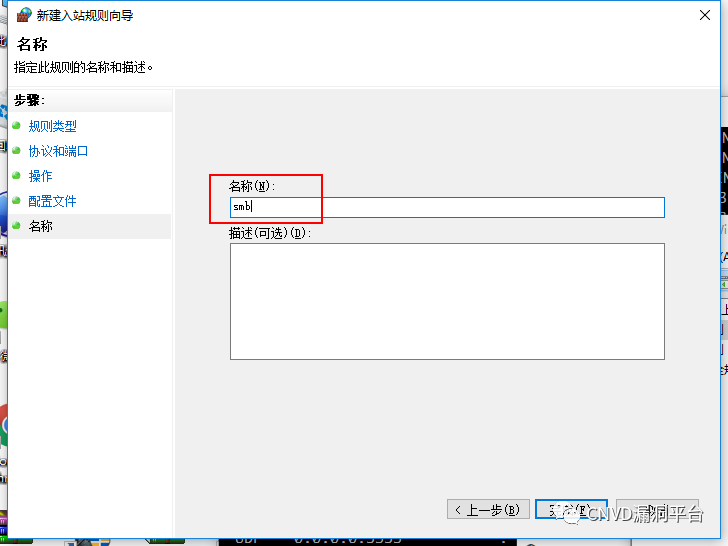 新建入站规则向导
名称
指定此规则的名称和描述。
步骤:
规则类型
协议和端口
操作
配置文件
名称
名称(N):
smb
描述(可选)(D):
< 上一步(B)
CNVD漏洞平台